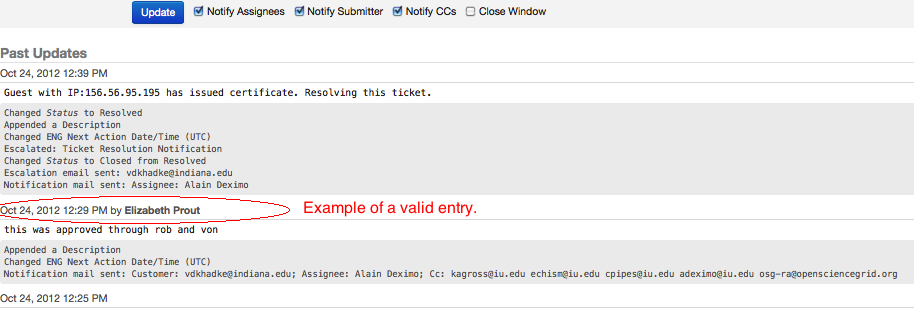 Update Notify Assignees Notify Submitter Notify CCs Close Window
Past Updates
Oct 24, 2012 12:39 PM
Guest with IP:156.56.95.195 has issued certificate. Resolving this ticket.
Changed Status to Resolved
Appended a Description
Changed ENG Next Action Date/Time (UTC)
Escalated: Ticket Resolution Notification
Changed Status to Closed from Resolved
Escalation email sent: vdkhadke@indiana.edu
Notification mail sent: Assignee: Alain Deximo
Oct 24, 2012 12:29 PM by Elizabeth Prout Example of a valid entry.
this was approved through rob and von
Appended a Description
Changed ENG Next Action Date/Time (UTC)
Notification mail sent: Customer: vdkhadke@indiana.edu; Assignee: Alain Deximo; Cc: kagross@iu.edu echism@iu.edu cpipes@iu.edu adeximo@iu.edu osg-ra@opensciencegrid.org
Oct 24, 2012 12:25 PM